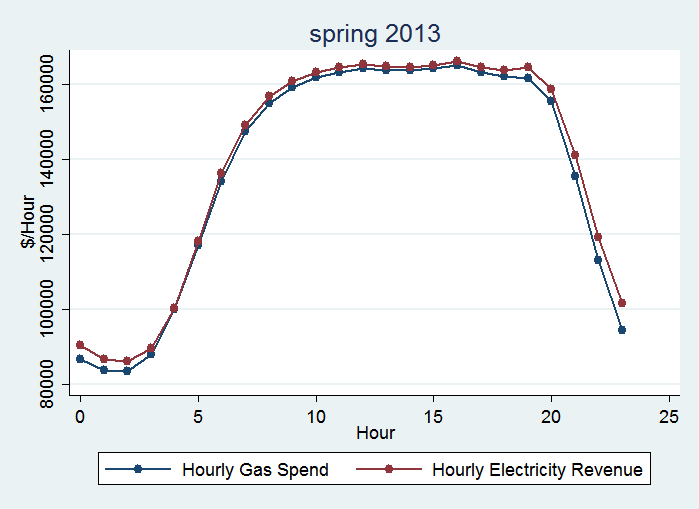 spring 2013
$/Hour
160000
140000
120000
100000
80000
0 5 10 15 20 25
Hour
Hourly Gas Spend Hourly Electricity Revenue